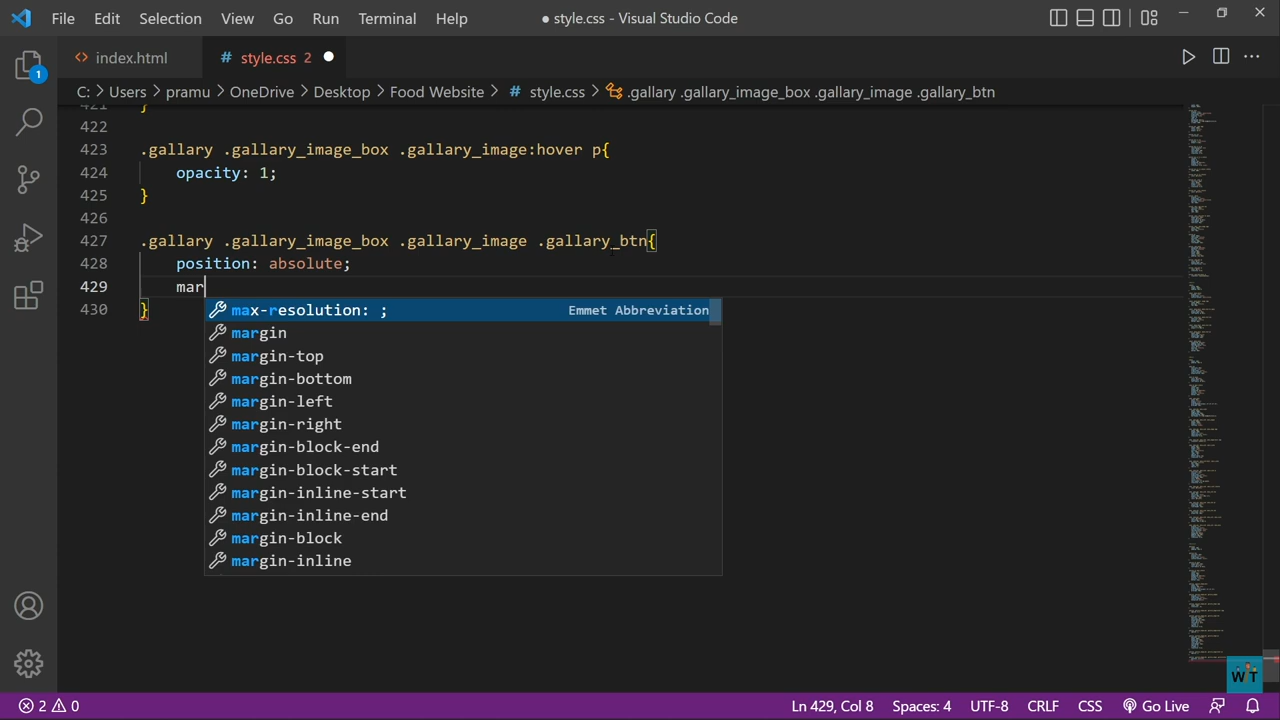 File Edit Selection View Go Run Terminal Help ● style.css - Visual Studio Code
index.html # style.css 2
1
C: > Users > pramu > OneDrive > Desktop > Food Website > # style.css > .gallary .gallary_image_box .gallary_image .gallary_btn
421 }
422
423 .gallary .gallary_image_box .gallary_image:hover p{
424 opacity: 1;
425 }
426
427 .gallary .gallary_image_box .gallary_image .gallary_btn{
428 position: absolute;
429 mar
430 }
max-resolution: ; Emmet Abbreviation
margin
margin-top
margin-bottom
margin-left
margin-right
margin-block-end
margin-block-start
margin-inline-start
margin-inline-end
margin-block
margin-inline
WT
2 0 Ln 429, Col 8 Spaces: 4 UTF-8 CRLF CSS Go Live